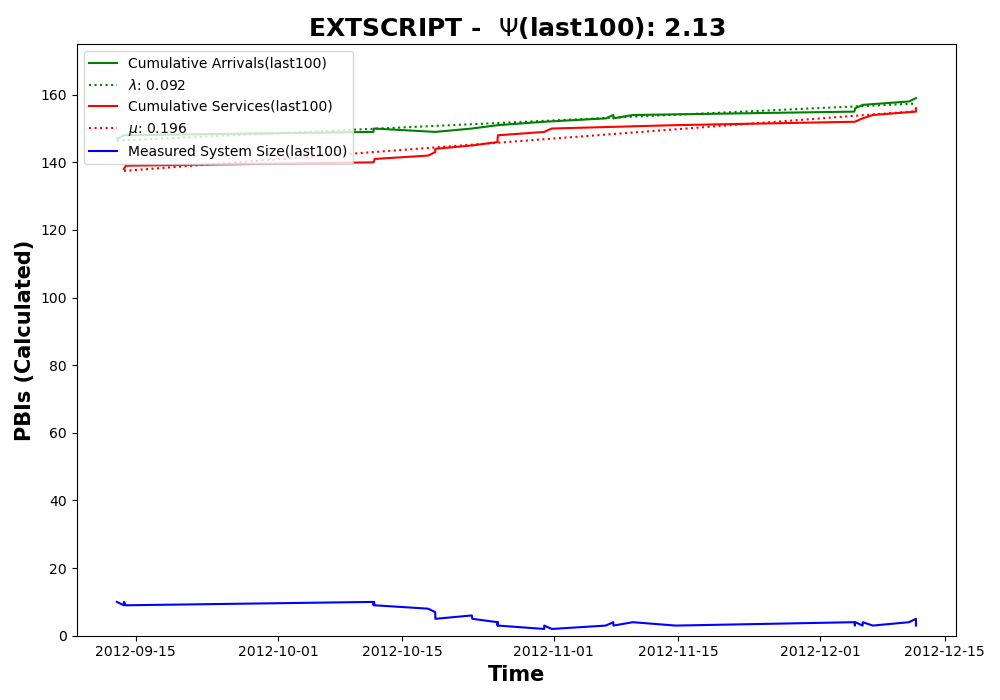 EXTSCRIPT - Ψ(last100): 2.13
Cumulative Arrivals(last100)
λ: 0.092
Cumulative Services(last100)
μ: 0.196
Measured System Size(last100)
160
140
120
100
80
60
40
20
0
PBIs (Calculated)
2012-09-15 2012-10-01 2012-10-15 2012-11-01 2012-11-15 2012-12-01 2012-12-15
Time